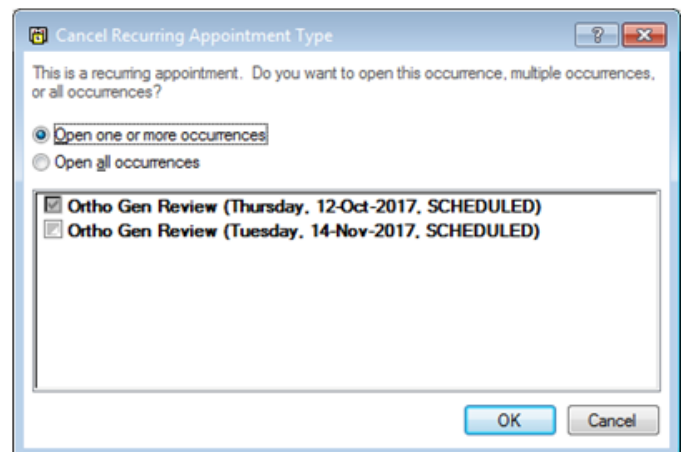 Cancel Recurring Appointment Type
This is a recurring appointment. Do you want to open this occurrence, multiple occurrences,
or all occurrences?
Open one or more occurrences
Open all occurrences
Ortho Gen Review (Thursday, 12-Oct-2017, SCHEDULED)
Ortho Gen Review (Tuesday, 14-Nov-2017, SCHEDULED)
OK Cancel